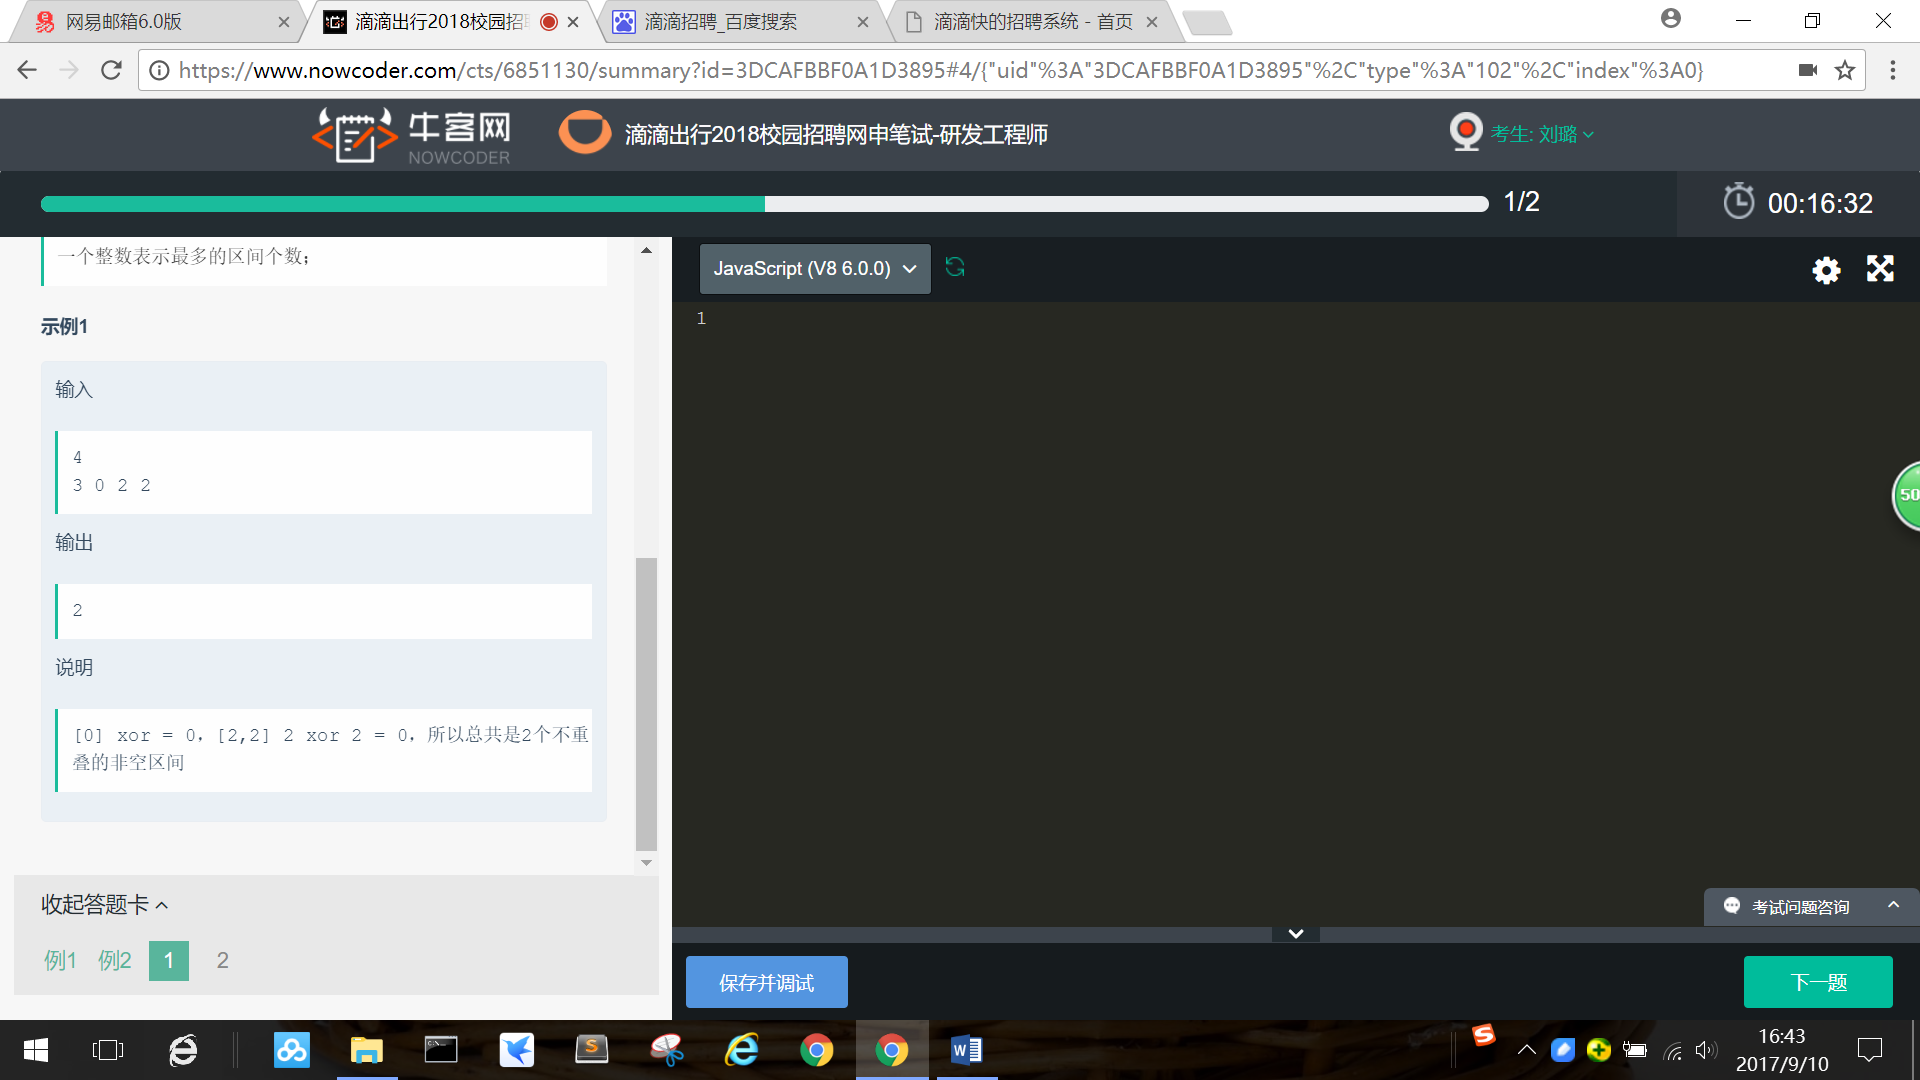 网易邮箱6.0版
滴滴出行2018校园招
滴滴招聘_百度搜索
滴滴快的招聘系统 - 首页
https://www.nowcoder.com/cts/6851130/summary?id=3DCAFBBF0A1D3895#4/{"uid"%3A"3DCAFBBF0A1D3895"%2C"type"%3A"102"%2C"index"%3A0}
牛客网
NOWCODER
滴滴出行2018校园招聘网申笔试-研发工程师
考生: 刘璐
1/2
00:16:32
一个整数表示最多的区间个数;
示例1
输入
4
3 0 2 2
输出
2
说明
[0] xor = 0, [2,2] 2 xor 2 = 0, 所以总共是2个不重
叠的非空区间
收起答题卡
例1 例2 1 2
JavaScript (V8 6.0.0)
1
50
考试问题咨询
保存并调试
下一题
16:43
2017/9/10